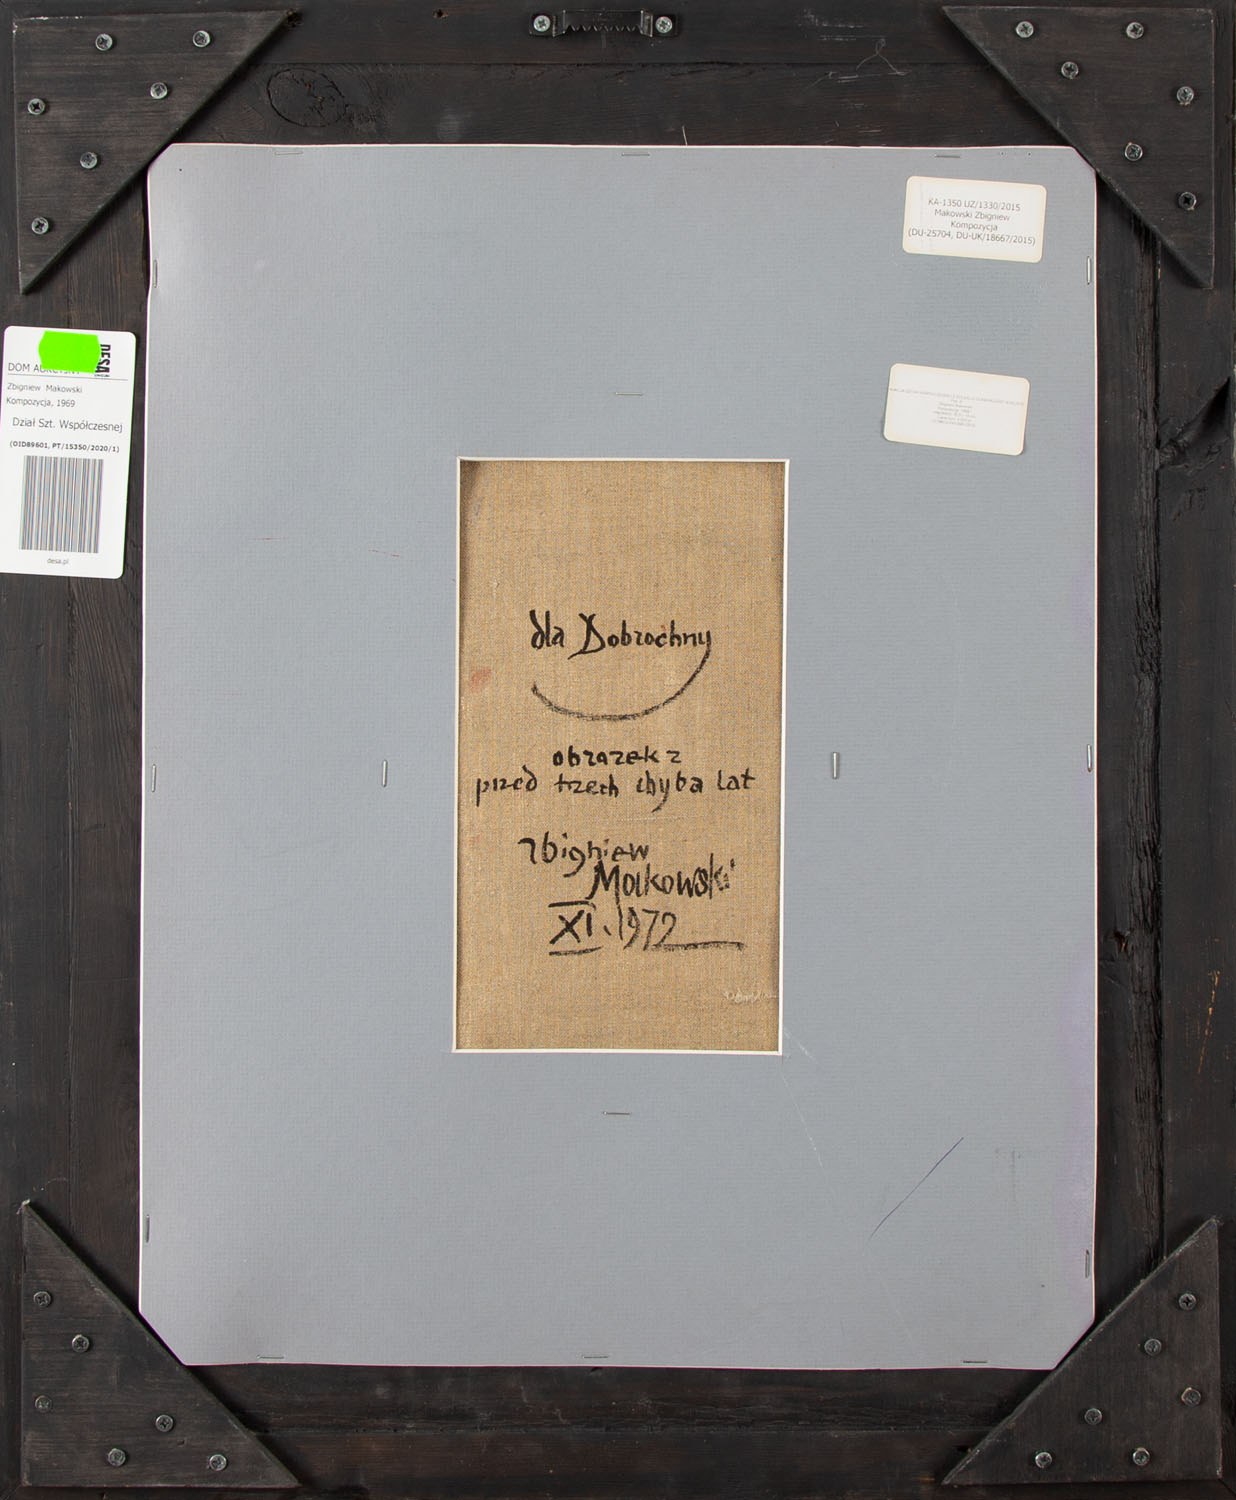 KA-1350 UZ/1330/2015
Makowski Zbigniew
Kompozycja
(DU-25704, DU-UK/18667/2015)
DESA
DOM
Zbigniew Makowski
Kompozycja, 1969
Dział Szt. Współczesnej
(OID89601, PT/15350/2020/1)
desa.pl
dla Dobrochny
obrazek z
przed trzech chyba lat
Zbigniew
Makowski
XI.1972